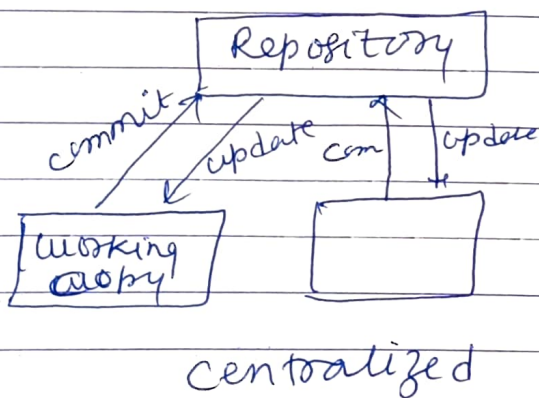 Repository
commit
update
com
update
working
copy
centralized